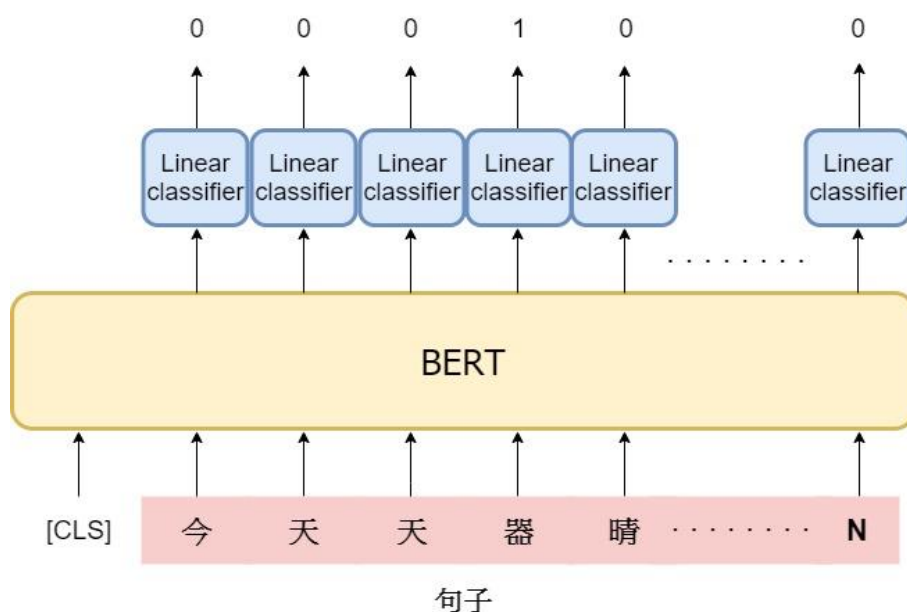 0 0 0 1 0 0
Linear classifier Linear classifier Linear classifier Linear classifier Linear classifier Linear classifier
. . . . . . . .
BERT
[CLS] 今 天 天 器 晴 . . . . . . . . N
句子